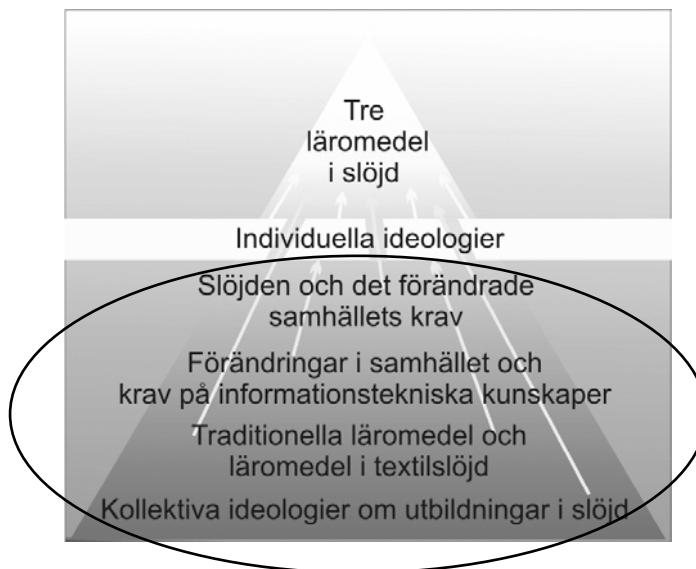 Tre
läromedel
i slöjd
Individuella ideologier
Slöjden och det förändrade
samhällets krav
Förändringar i samhället och
krav på informationstekniska kunskaper
Traditionella läromedel och
läromedel i textilslöjd
Kollektiva ideologier om utbildningar i slöjd